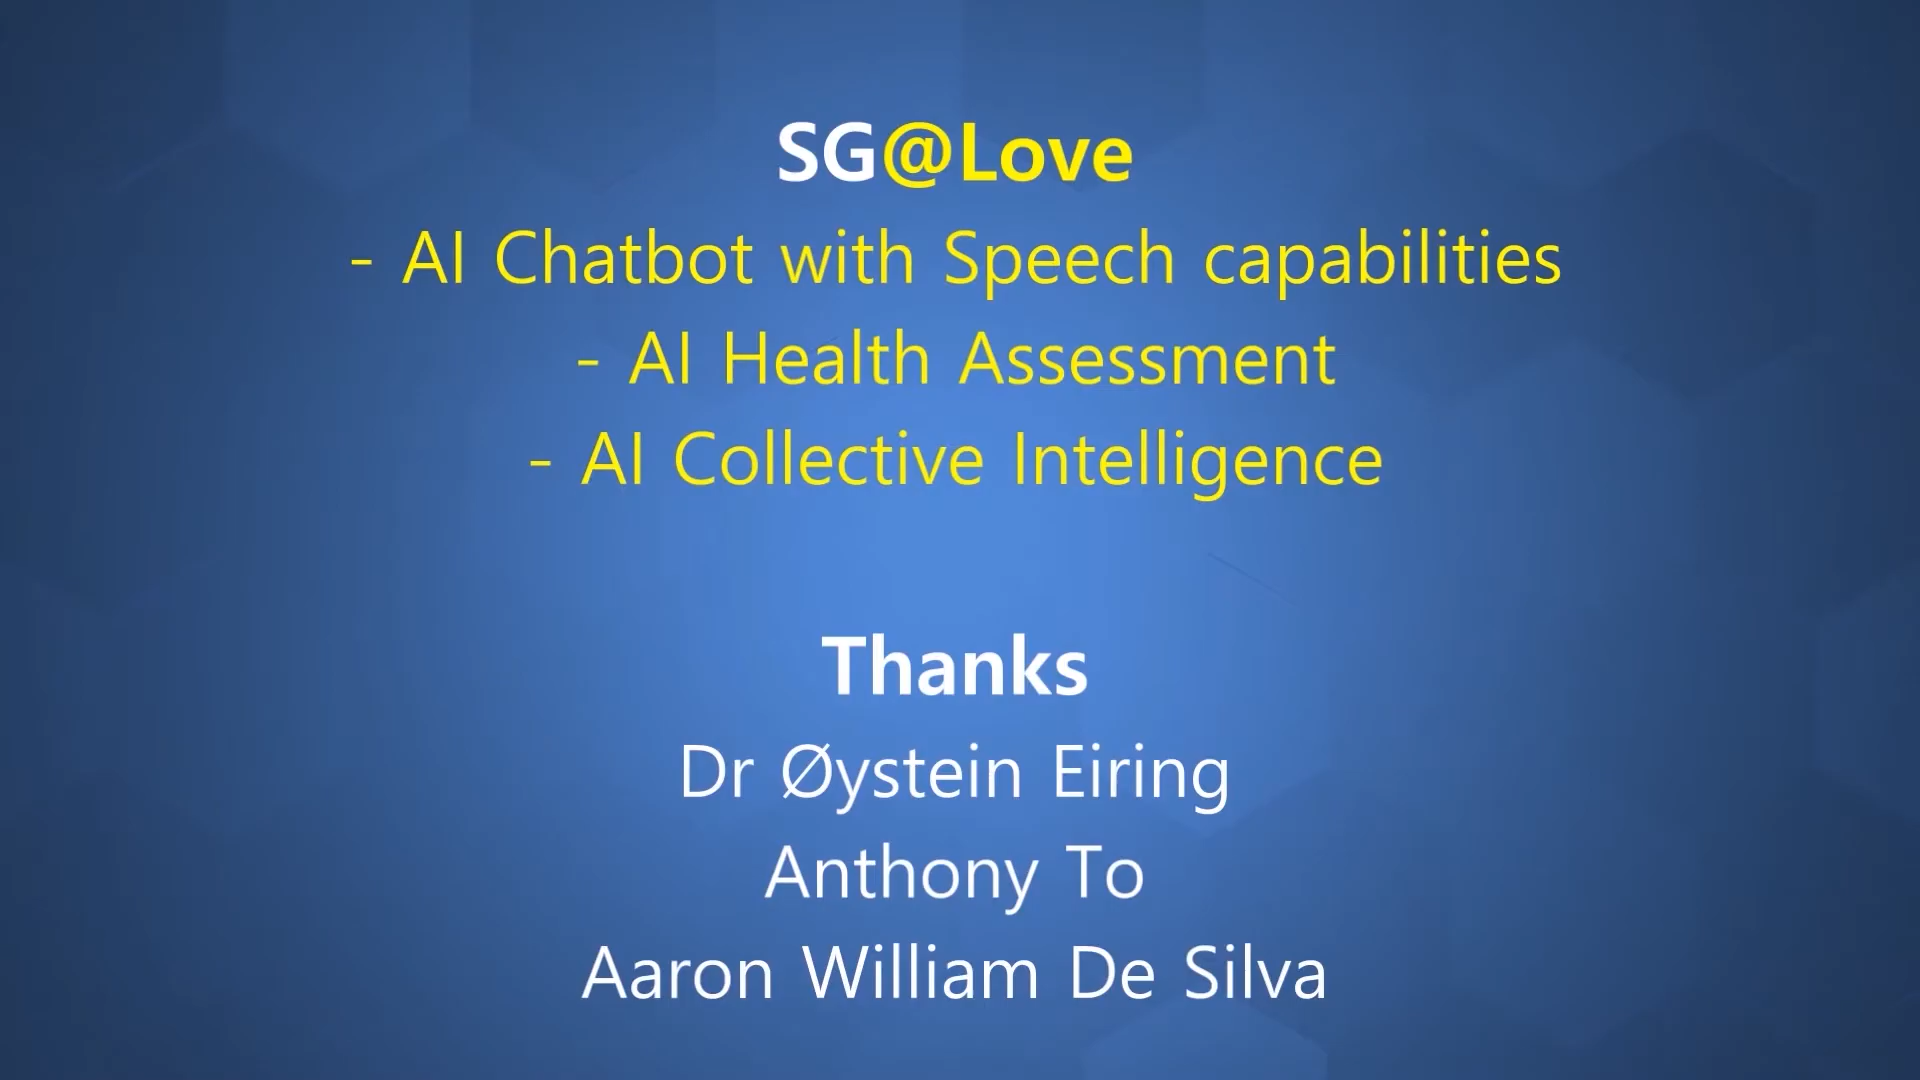 SG@Love
- AI Chatbot with Speech capabilities
- AI Health Assessment
- AI Collective Intelligence
Thanks
Dr Øystein Eiring
Anthony To
Aaron William De Silva